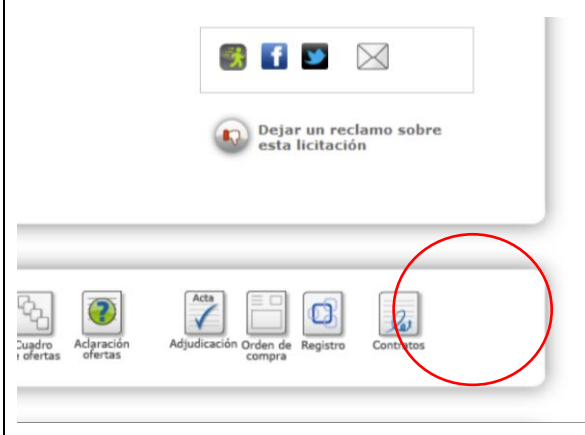 Dejar un reclamo sobre
esta licitación
Cuadro
ofertas
Aclaración
ofertas
Acta
Adjudicación
Orden de
compra
Registro
Contratos